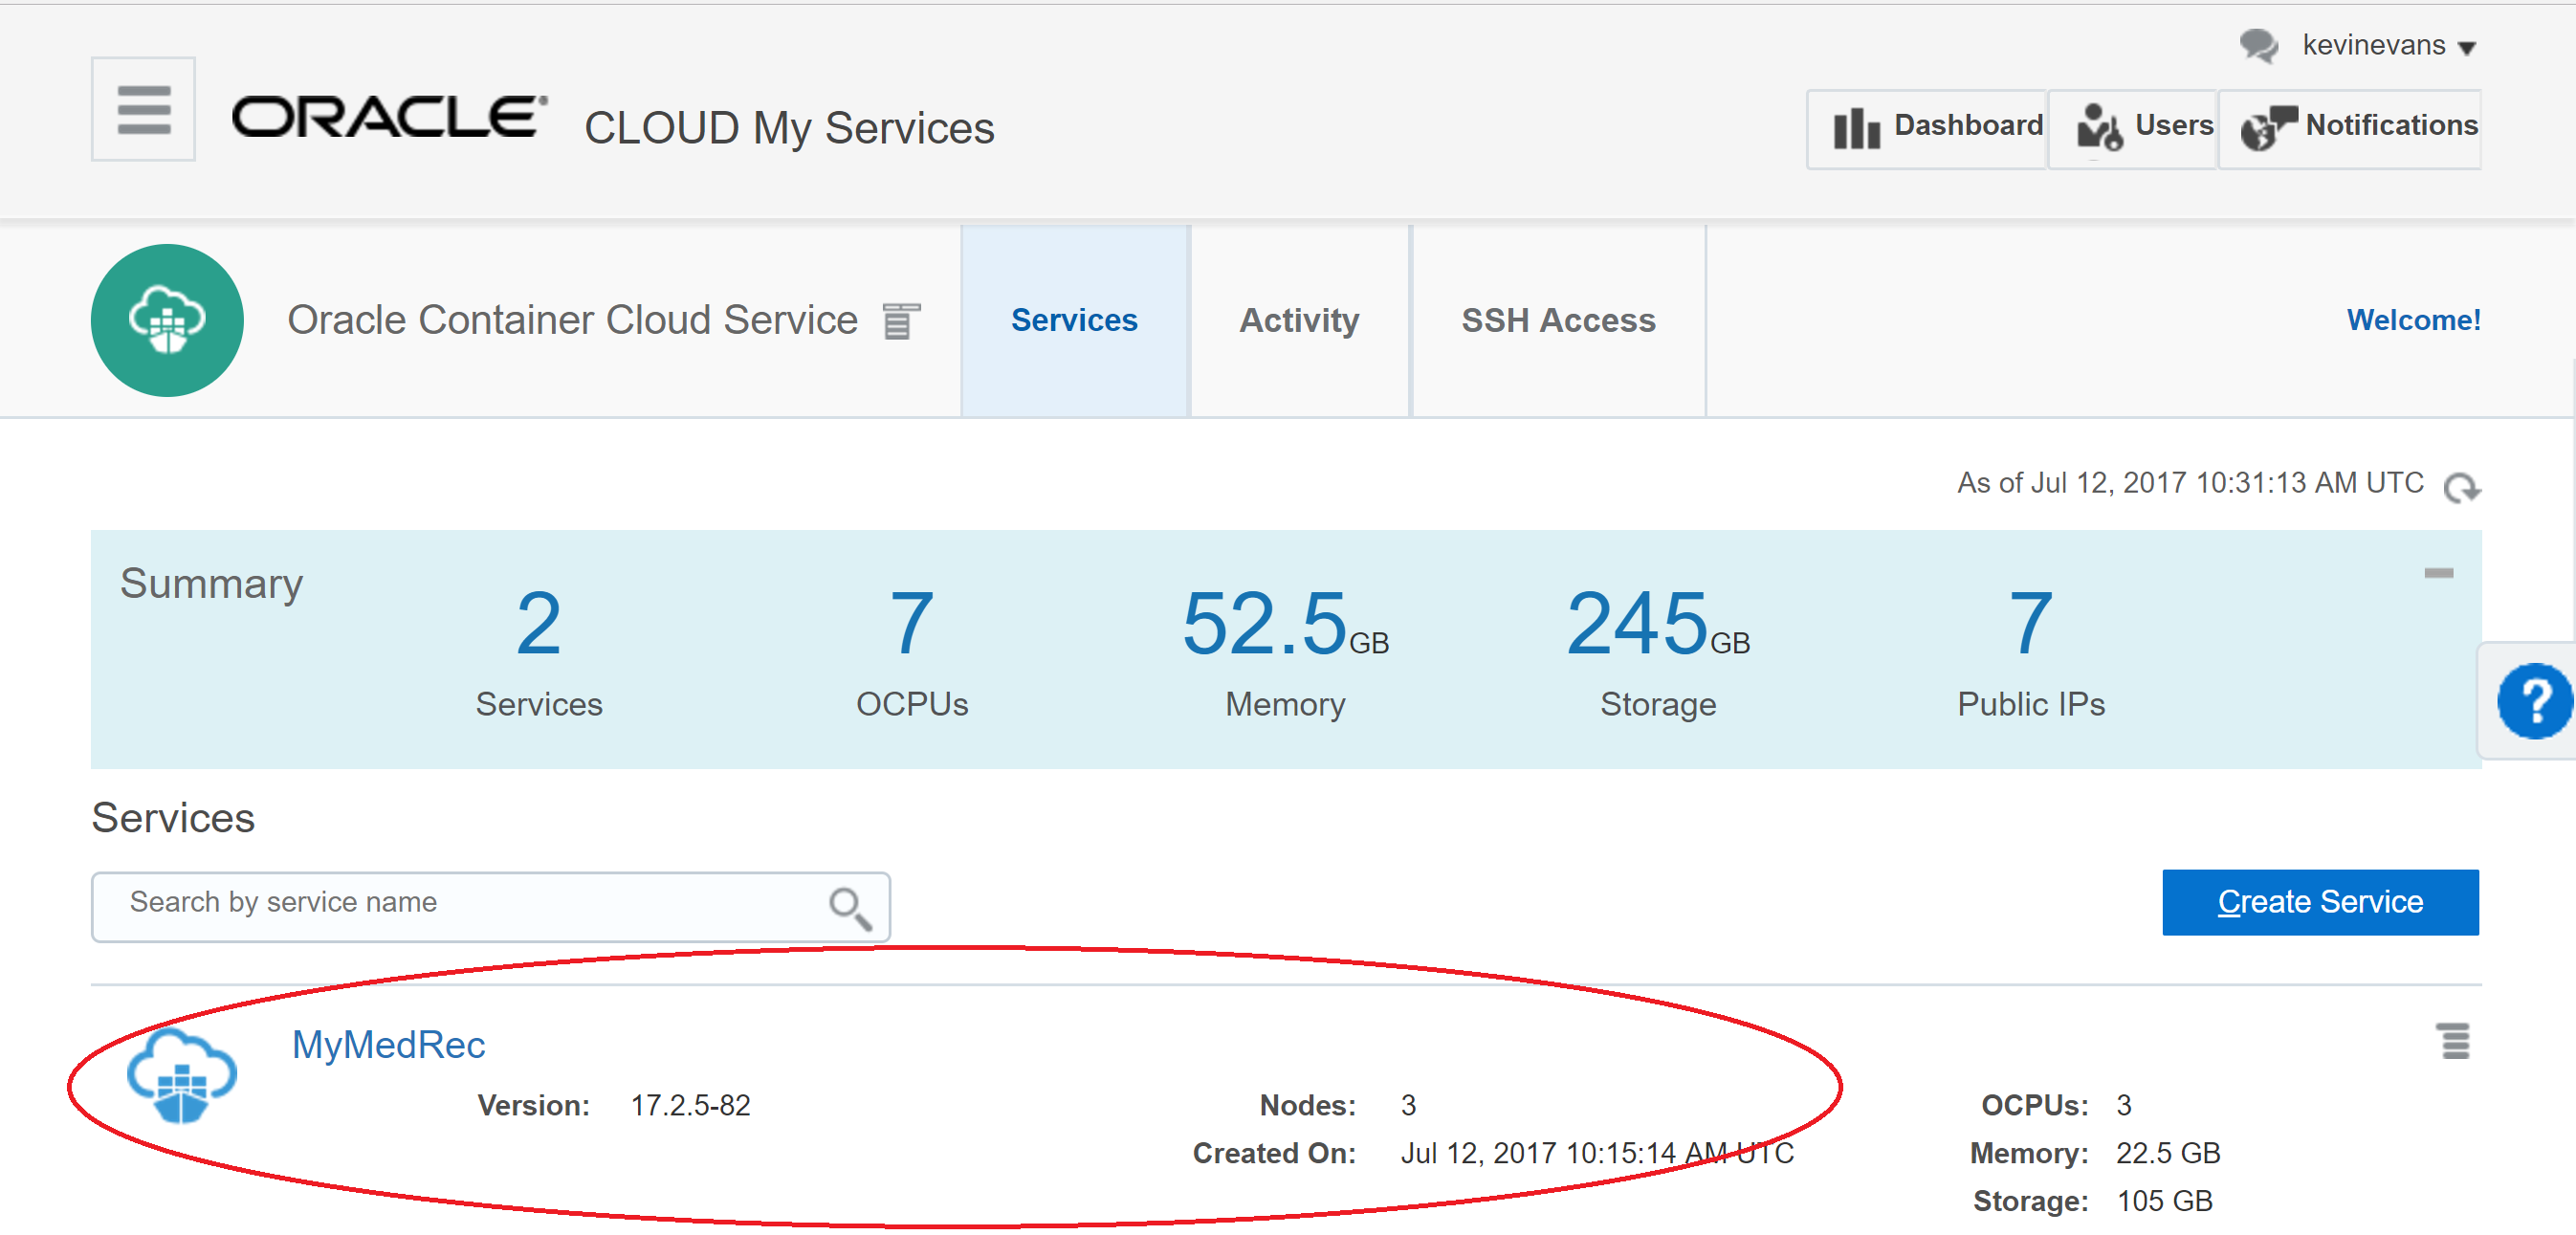 kevinevans
ORACLE® CLOUD My Services
Dashboard Users Notifications
Oracle Container Cloud Service Services Activity SSH Access Welcome!
As of Jul 12, 2017 10:31:13 AM UTC
Summary
2 7 52.5GB 245GB 7
Services OCPUs Memory Storage Public IPs
?
Services
Search by service name Create Service
MyMedRec
Version: 17.2.5-82 Nodes: 3 OCPUs: 3
Created On: Jul 12, 2017 10:15:14 AM UTC Memory: 22.5 GB
Storage: 105 GB